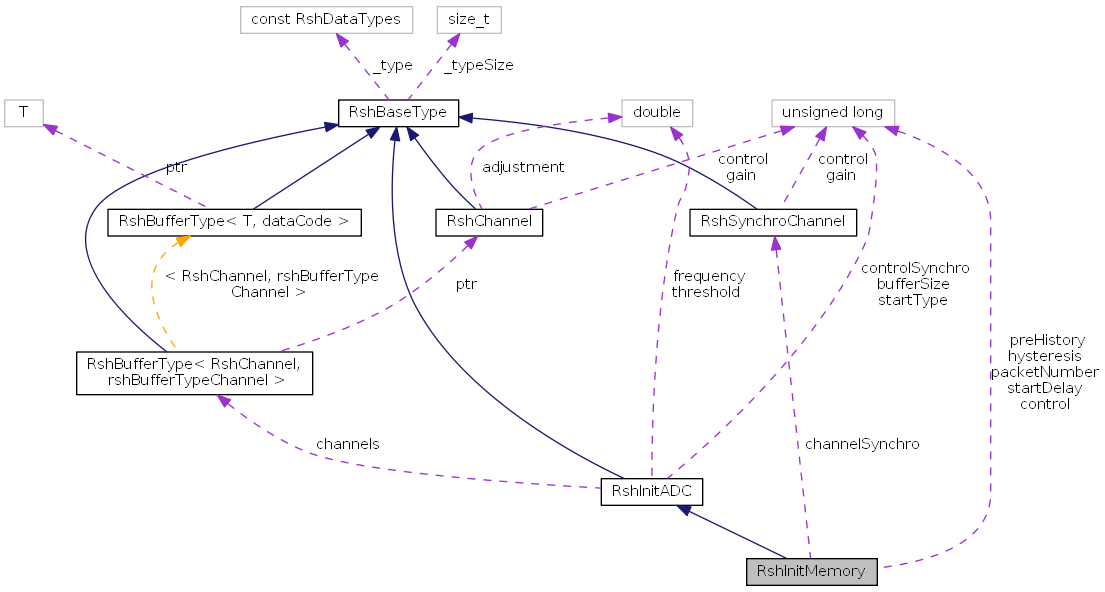 const RshDataTypes
size_t
_type
_typeSize
T
RshBaseType
double
unsigned long
ptr
adjustment
control
gain
control
gain
RshBufferType< T, dataCode >
RshChannel
RshSynchroChannel
< RshChannel, rshBufferType
Channel >
ptr
frequency
threshold
controlSynchro
bufferSize
startType
RshBufferType< RshChannel,
rshBufferTypeChannel >
preHistory
hysteresis
packetNumber
startDelay
control
channels
channelSynchro
RshInitADC
RshInitMemory